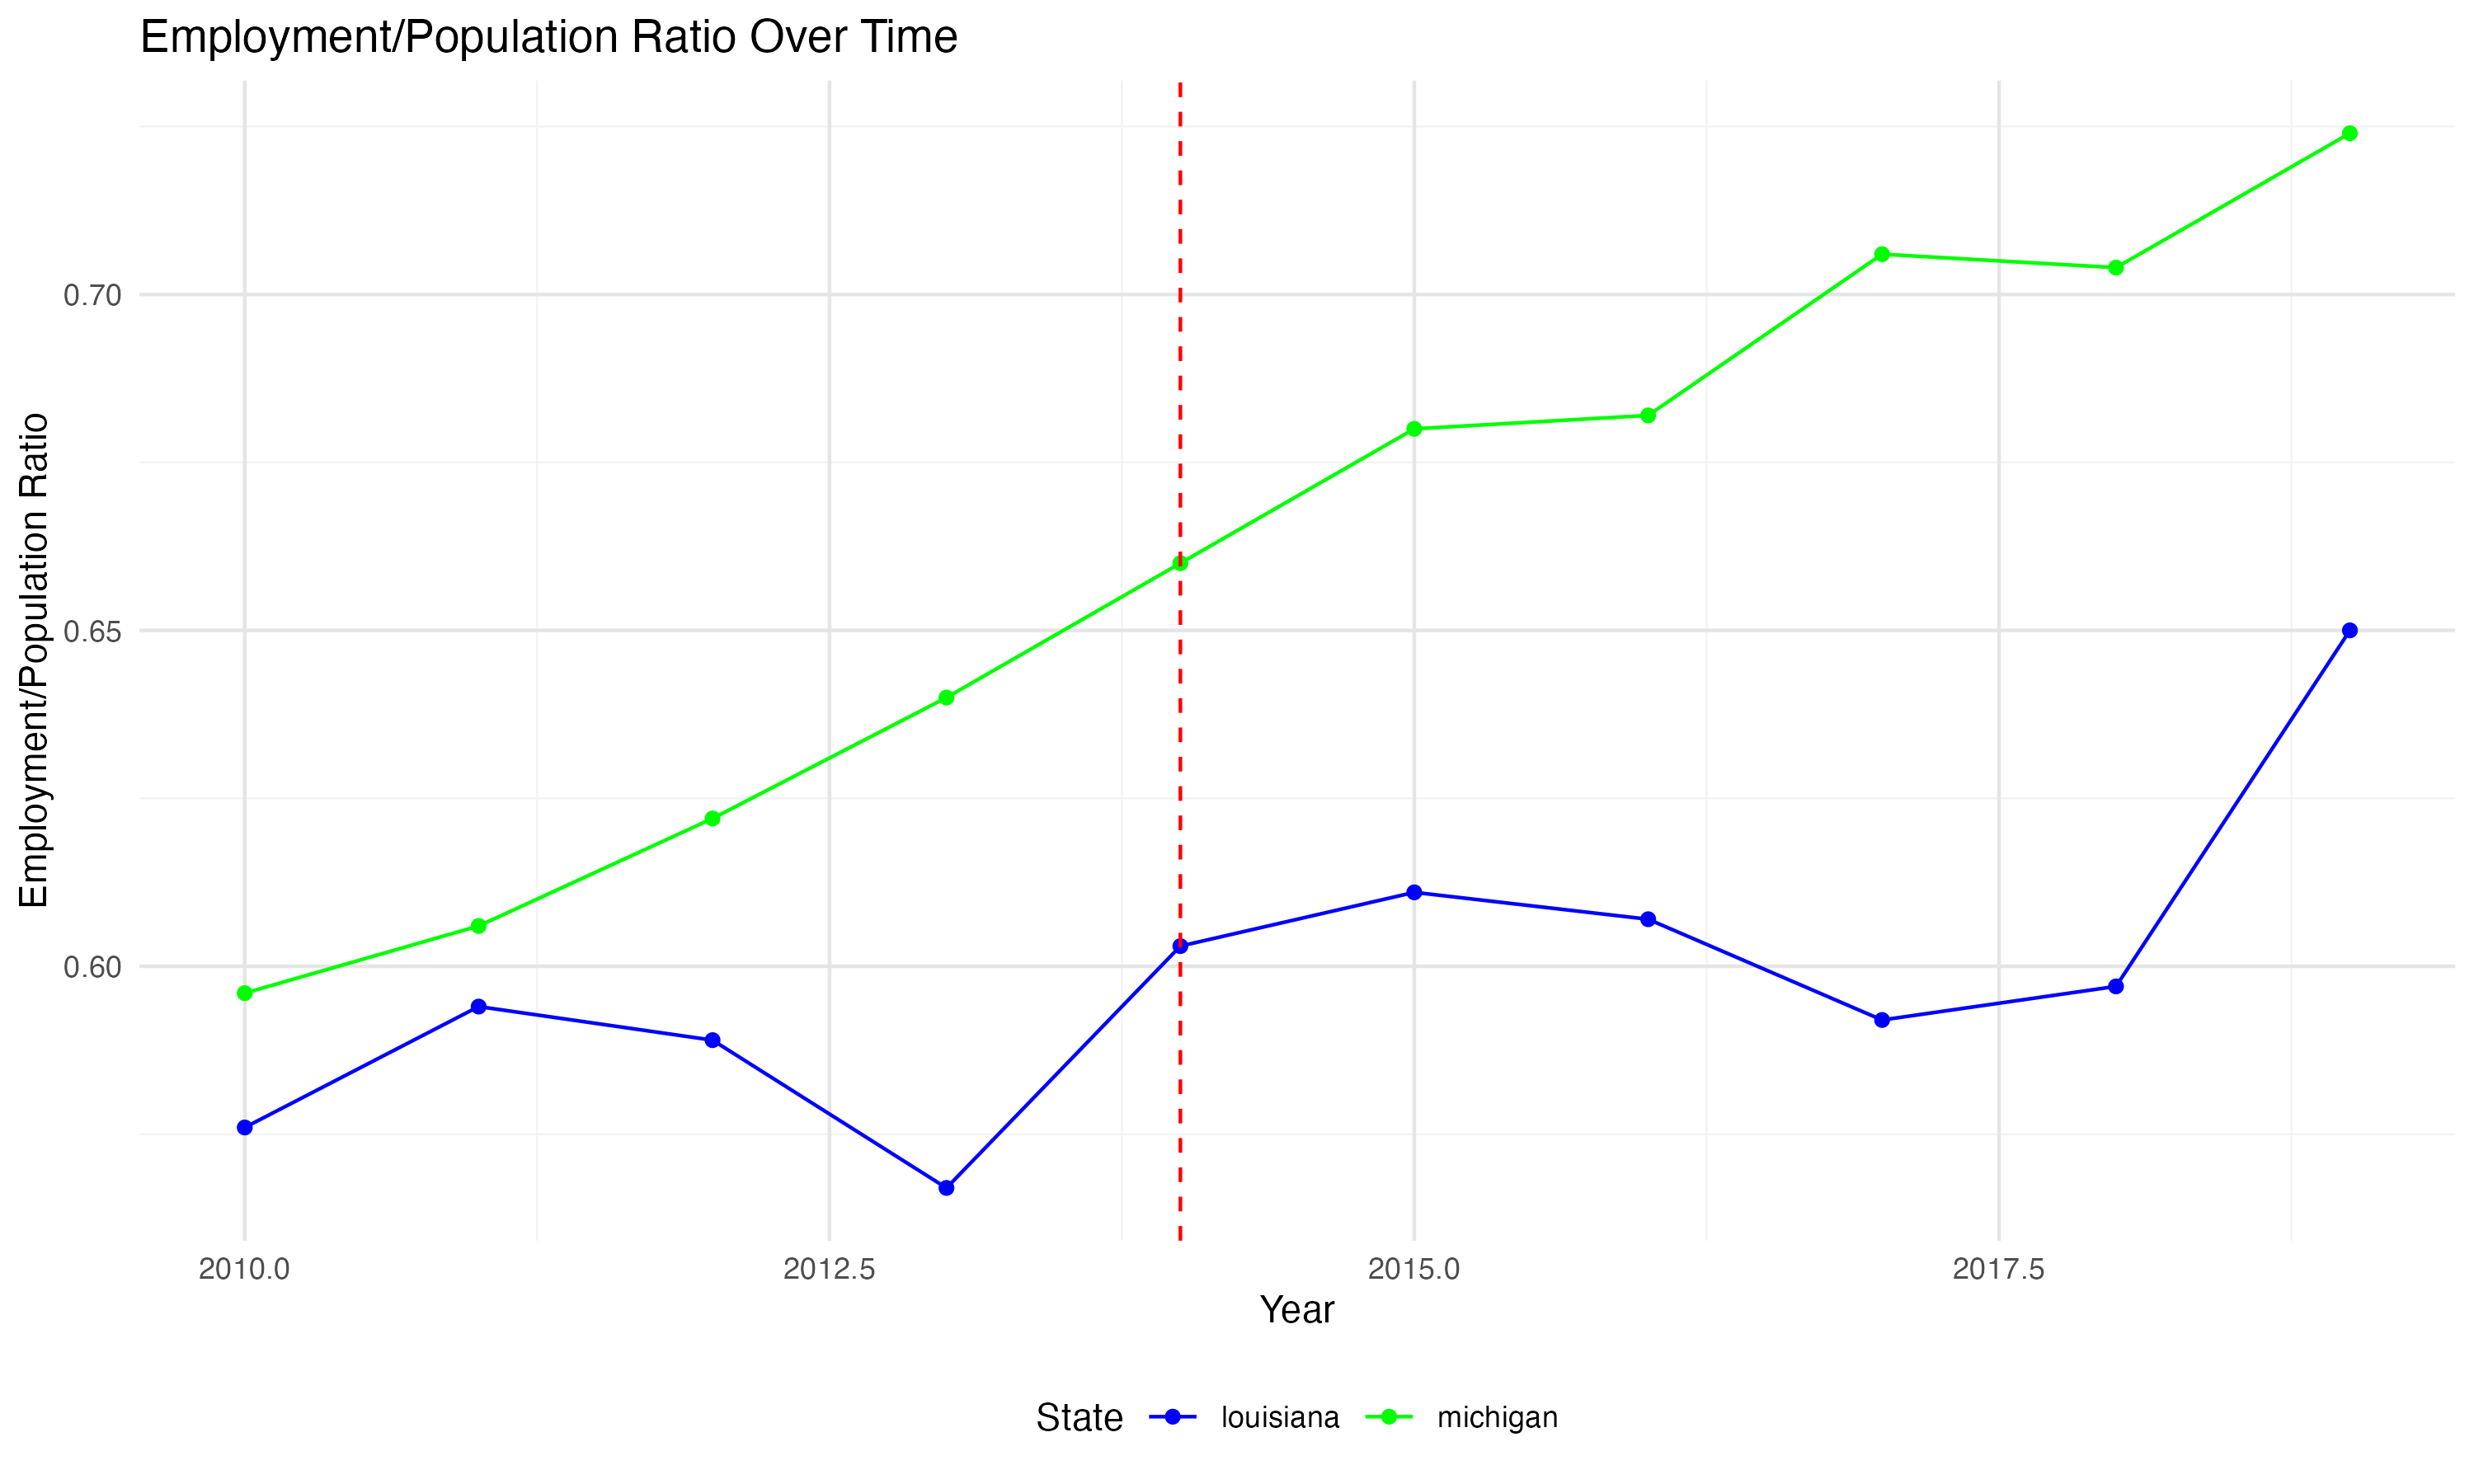 Employment/Population Ratio Over Time
Employment/Population Ratio
0.70
0.65
0.60
2010.0 2012.5 2015.0 2017.5
Year
State louisiana michigan